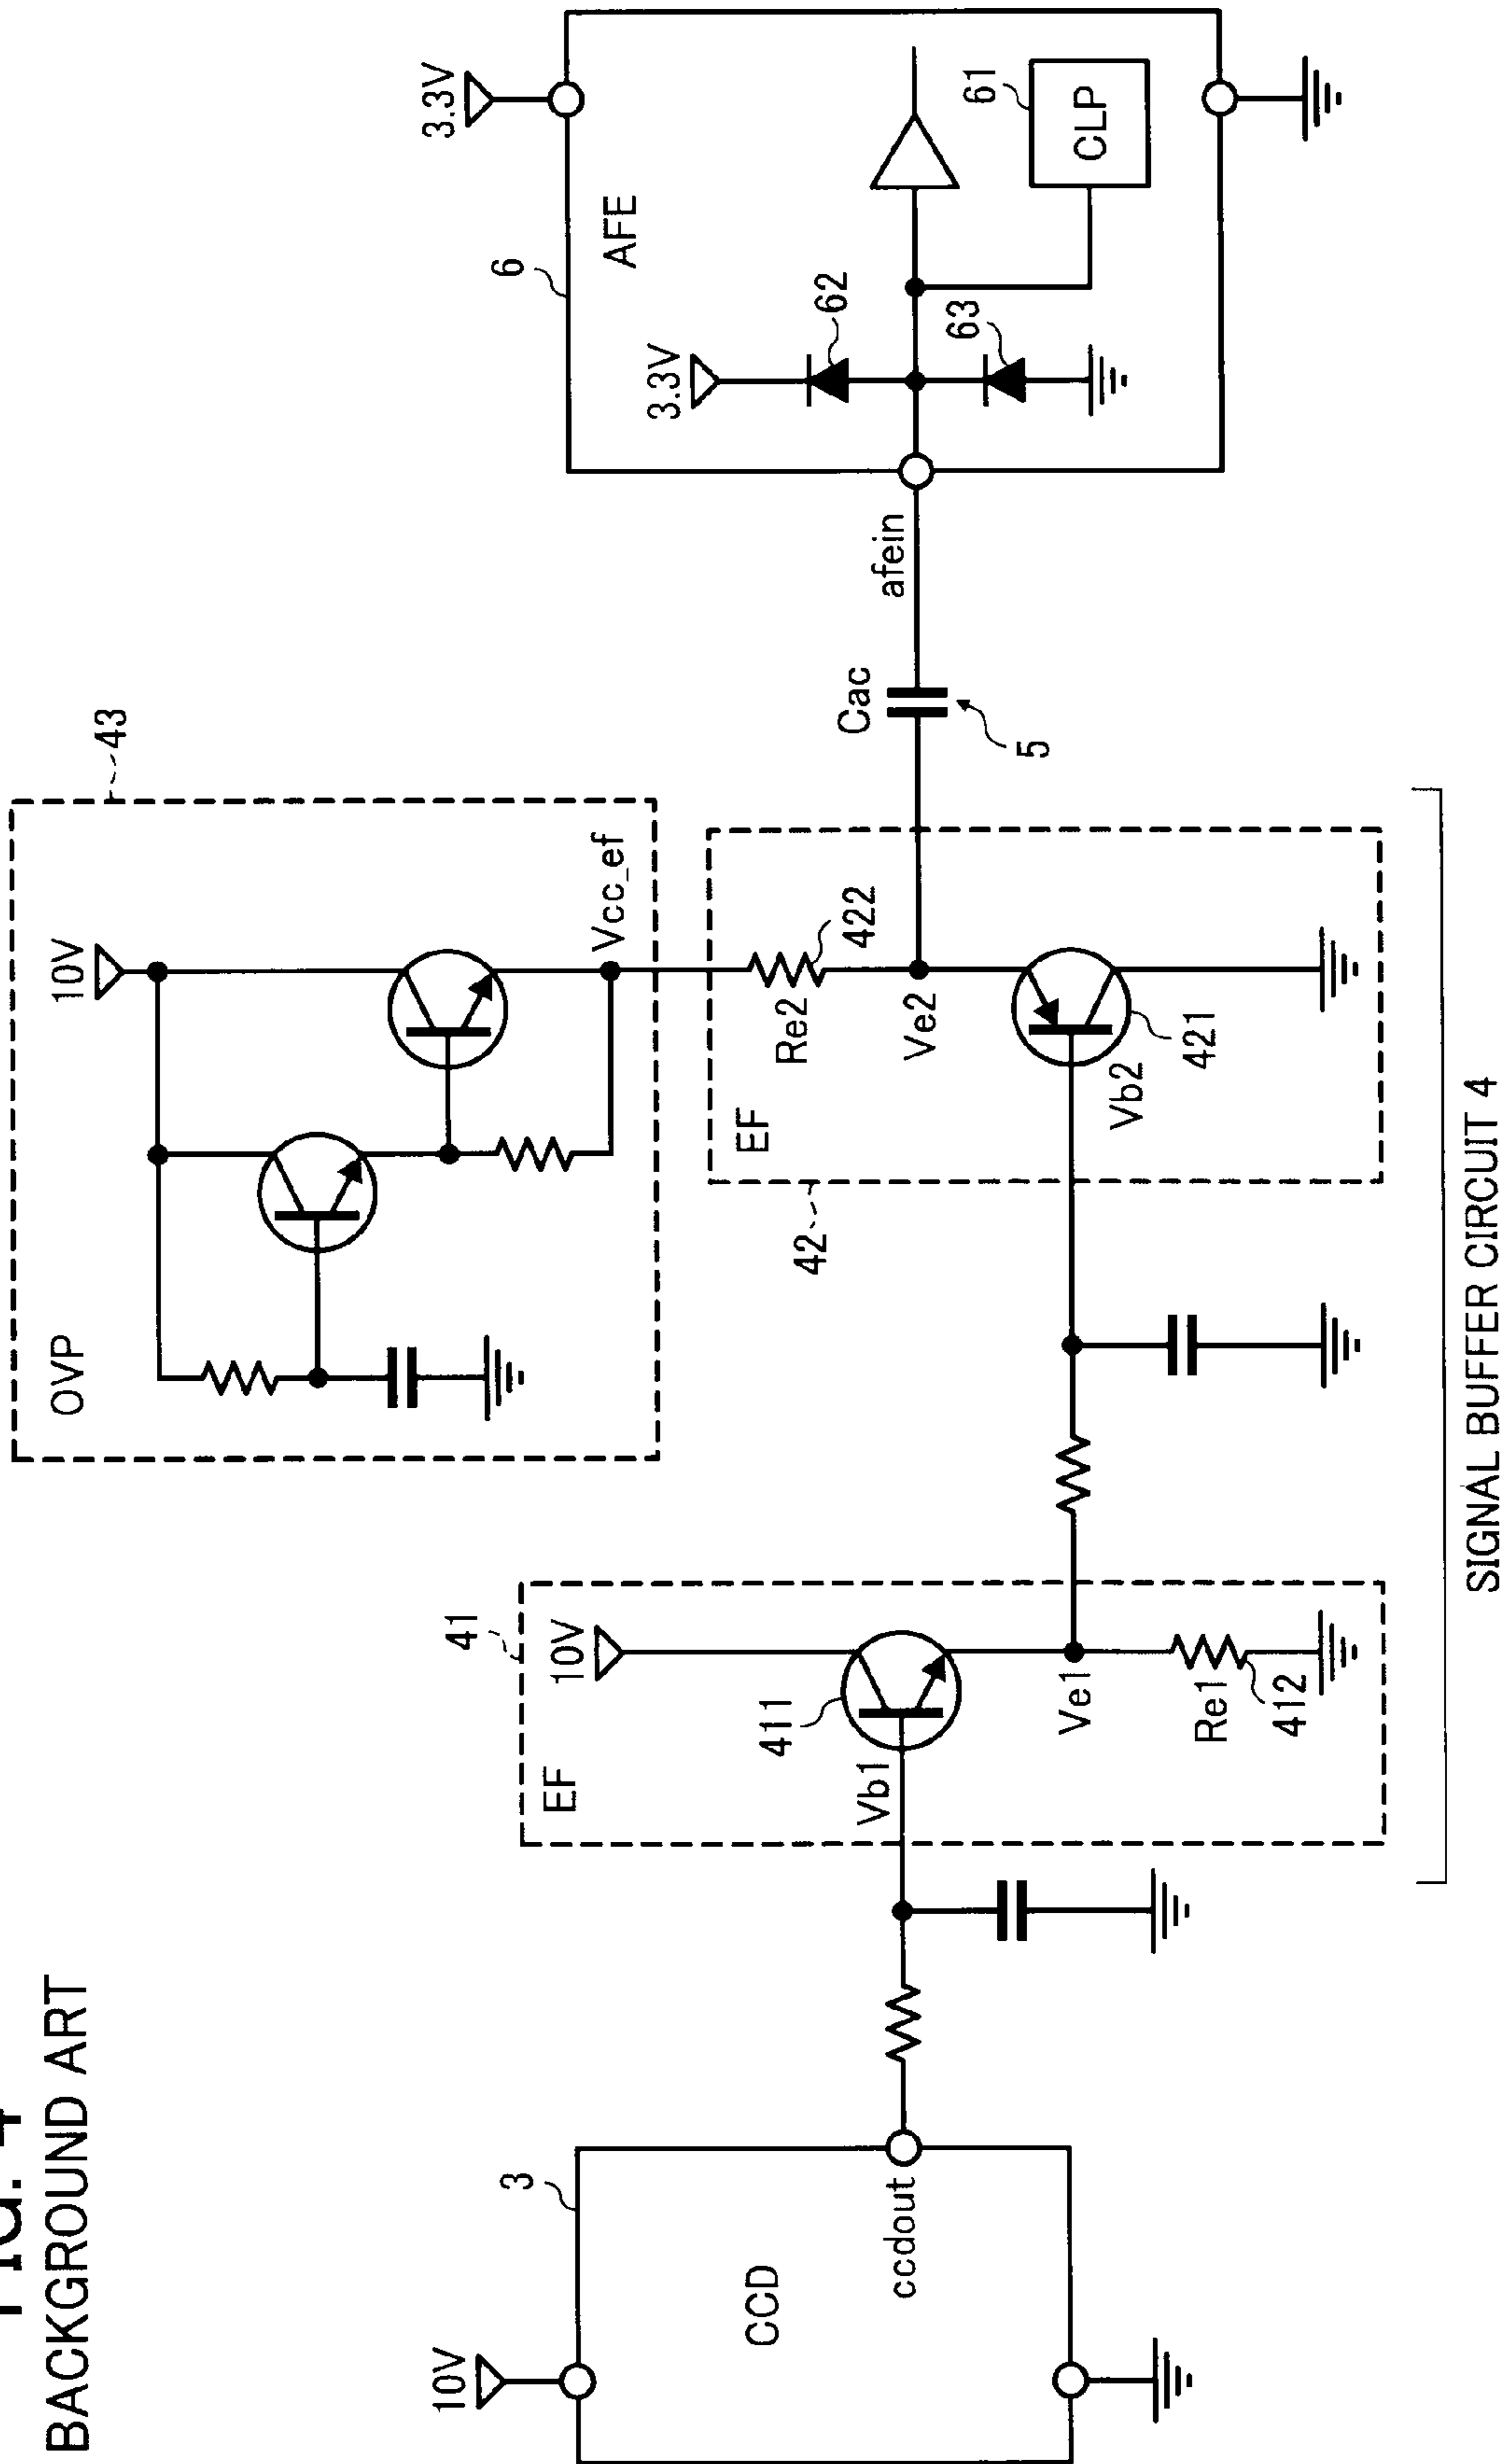 FIG. 4
BACKGROUND ART
10V
3
CCD
ccdout
SIGNAL BUFFER CIRCUIT 4
41
EF
10V
411
Vb1
Ve1
Re1
412
OVP
10V
43
Vcc_ef
42
EF
Re2
422
Ve2
Vb2
421
Cac
5
afein
6
AFE
3.3V
3.3V
62
63
61
CLP